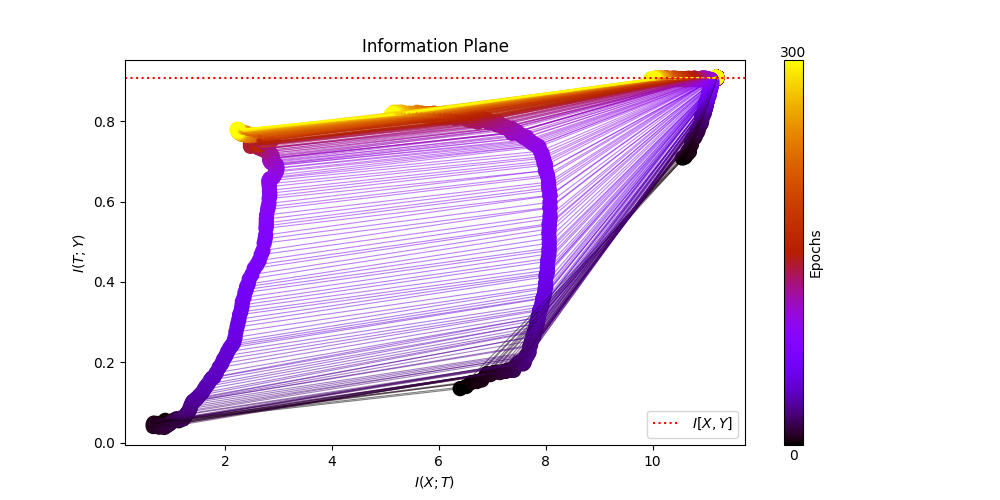 Information Plane
300
0.8
0.6
0.4
0.2
0.0
I(T; Y)
Epochs
I[X, Y]
0
2
4
6
8
10
I(X; T)